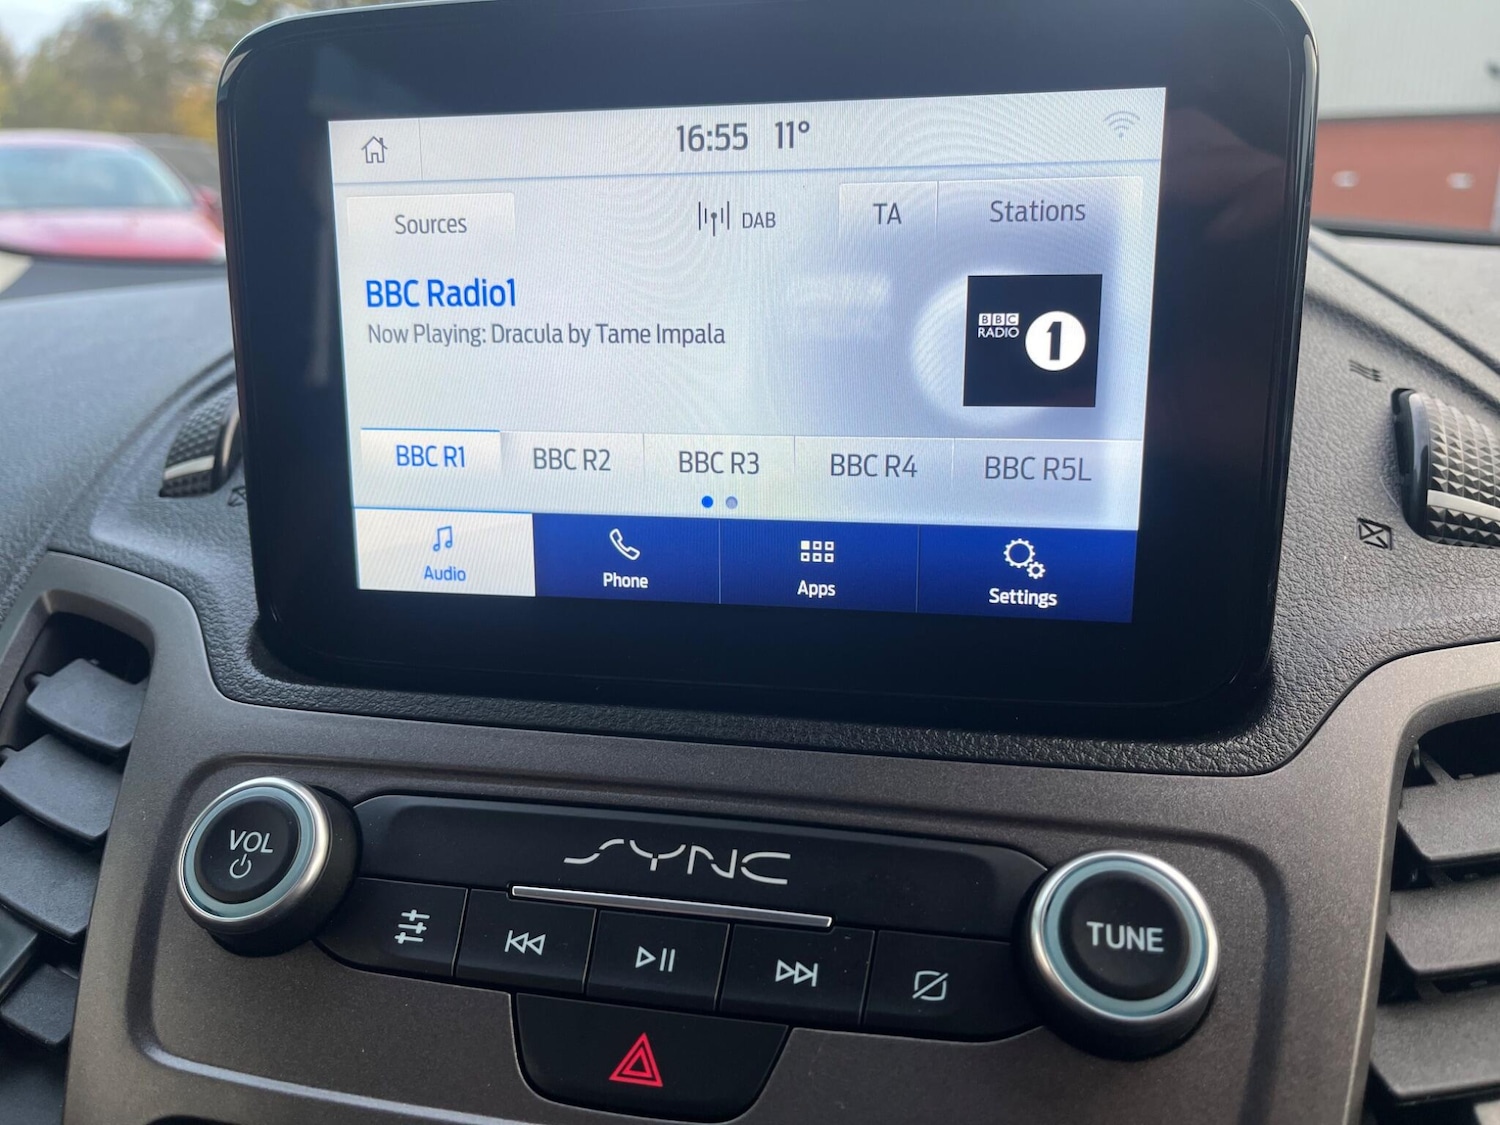 16:55 11°
Sources DAB TA Stations
BBC Radio1
Now Playing: Dracula by Tame Impala
BBC
RADIO 1
BBC R1 BBC R2 BBC R3 BBC R4 BBC R5L
Audio Phone Apps Settings
VOL
SYNC
TUNE